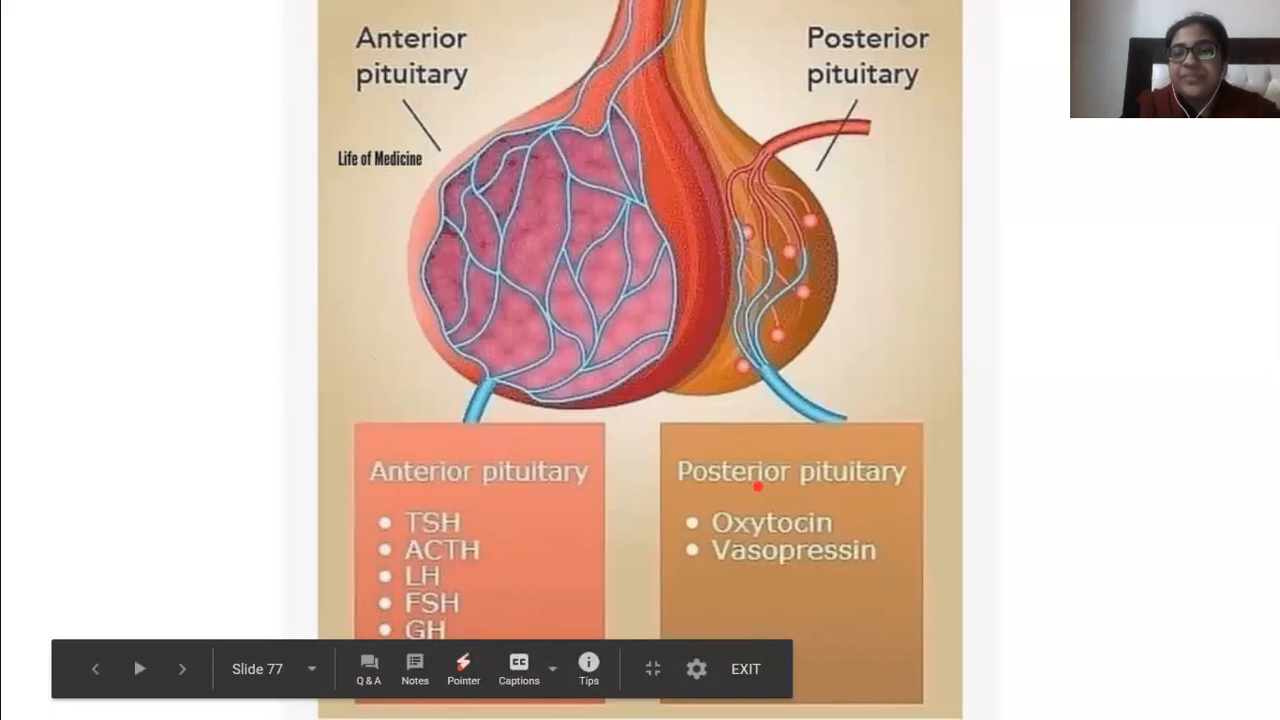 Anterior
pituitary
Posterior
pituitary
Life of Medicine
Anterior pituitary
• TSH
• ACTH
• LH
• FSH
• GH
Posterior pituitary
• Oxytocin
• Vasopressin
Slide 77
Q & A
Notes
Pointer
CC
Captions
Tips
EXIT